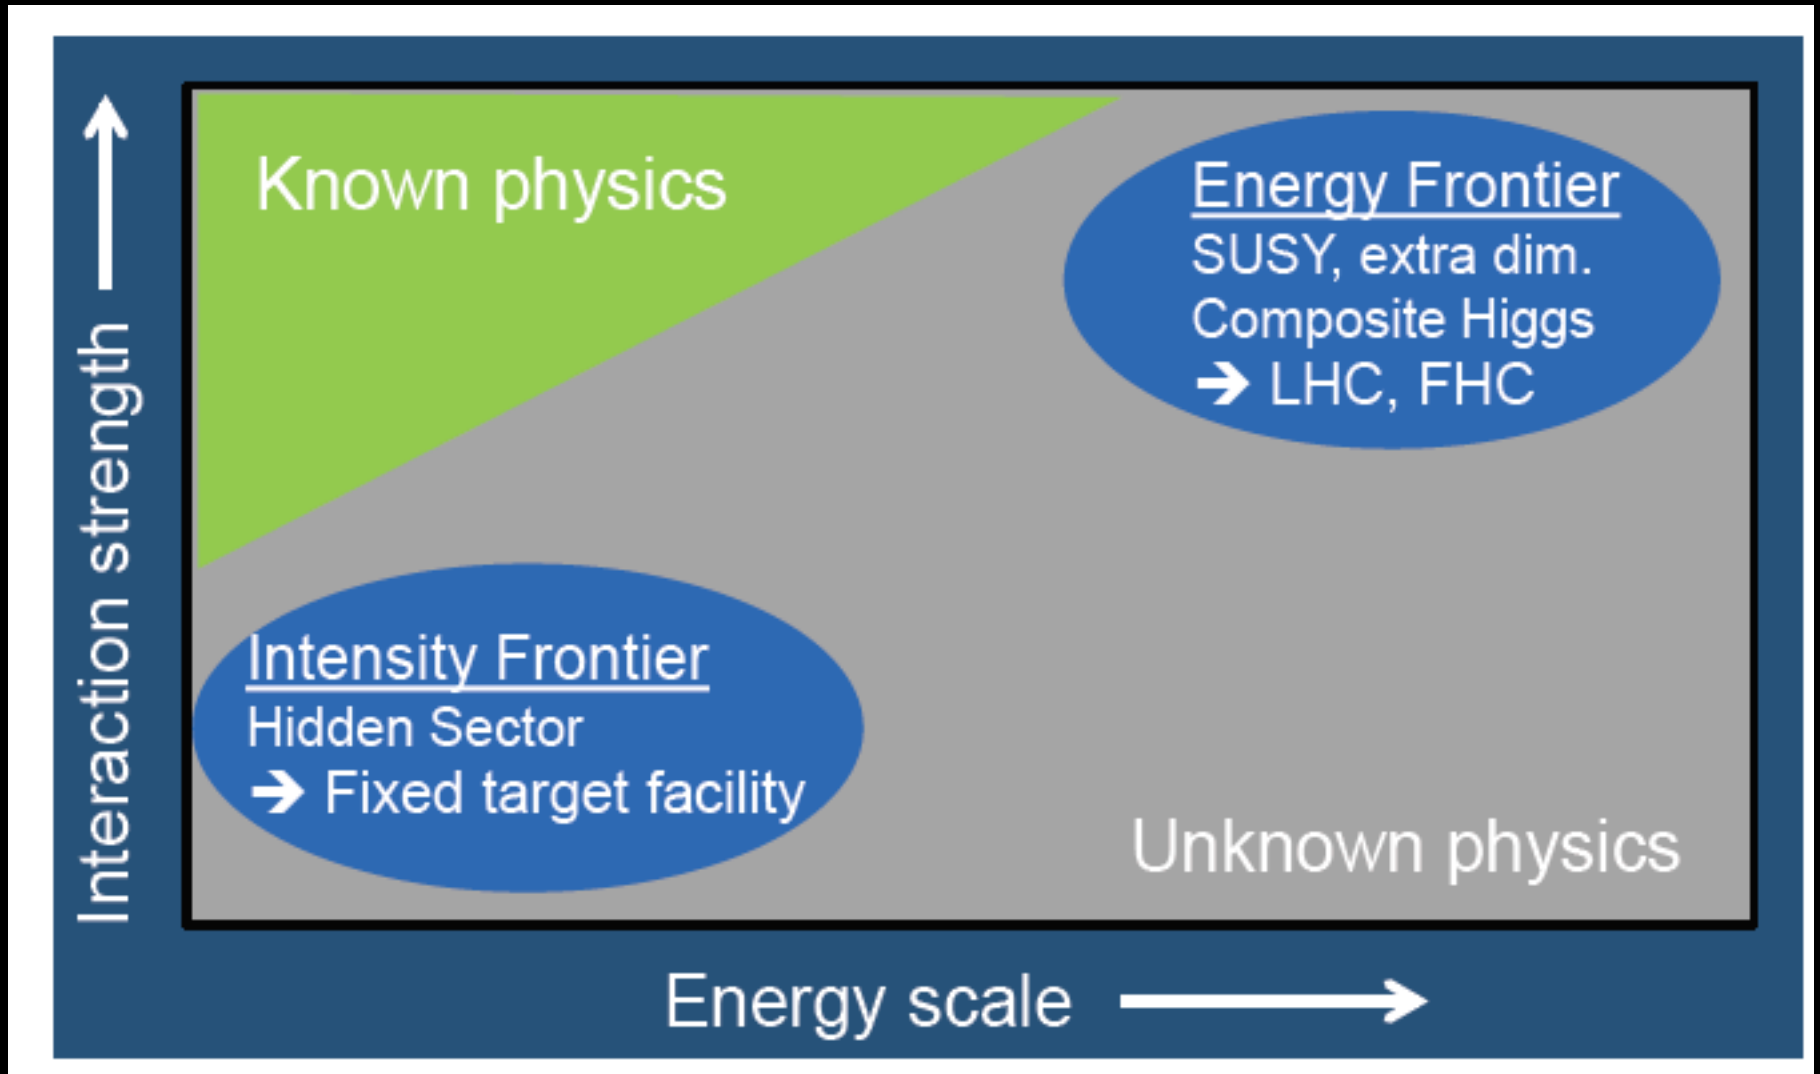 Interaction strength
Known physics
Energy Frontier
SUSY, extra dim.
Composite Higgs
➔ LHC, FHC
Intensity Frontier
Hidden Sector
➔ Fixed target facility
Unknown physics
Energy scale